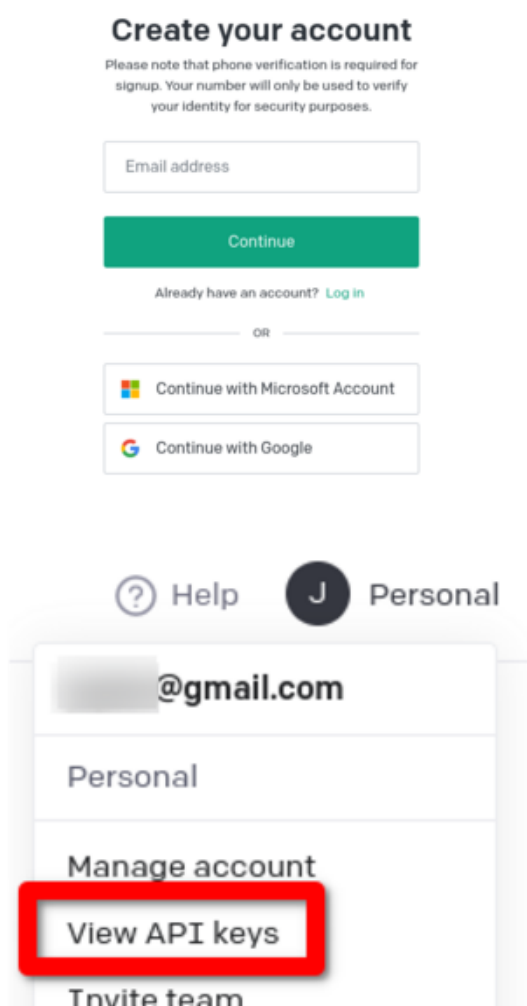 Create your account
Please note that phone verification is required for
signup. Your number will only be used to verify
your identity for security purposes.
Email address
Continue
Already have an account? Log in
OR
Continue with Microsoft Account
Continue with Google
? Help J Personal
@gmail.com
Personal
Manage account
View API keys
Invite team